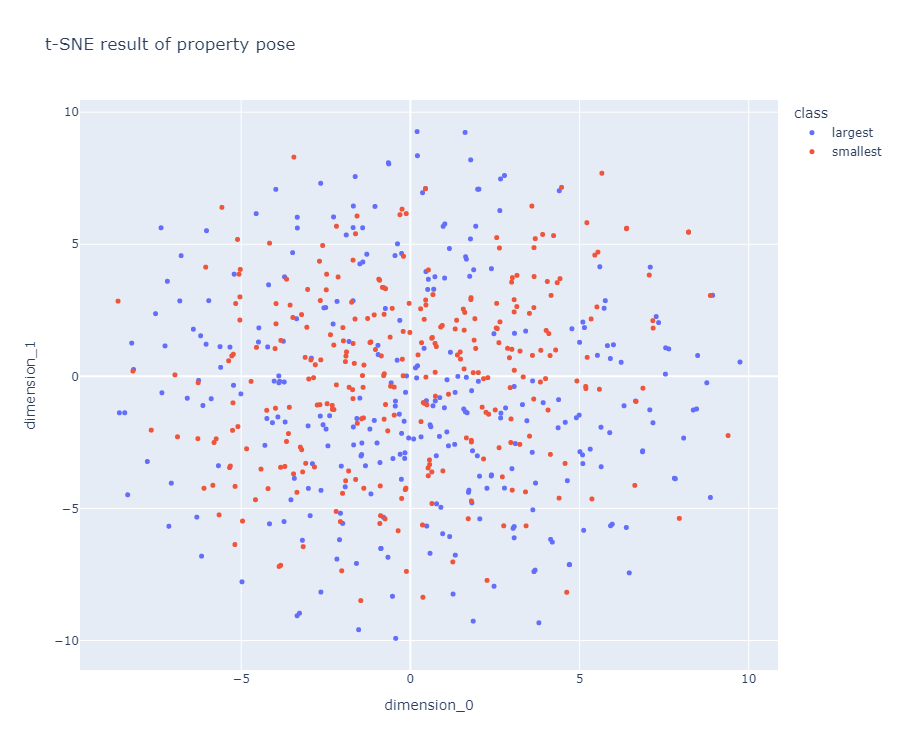 t-SNE result of property pose
class
largest
smallest
10
5
0
−5
−10
dimension_1
−5
0
5
10
dimension_0